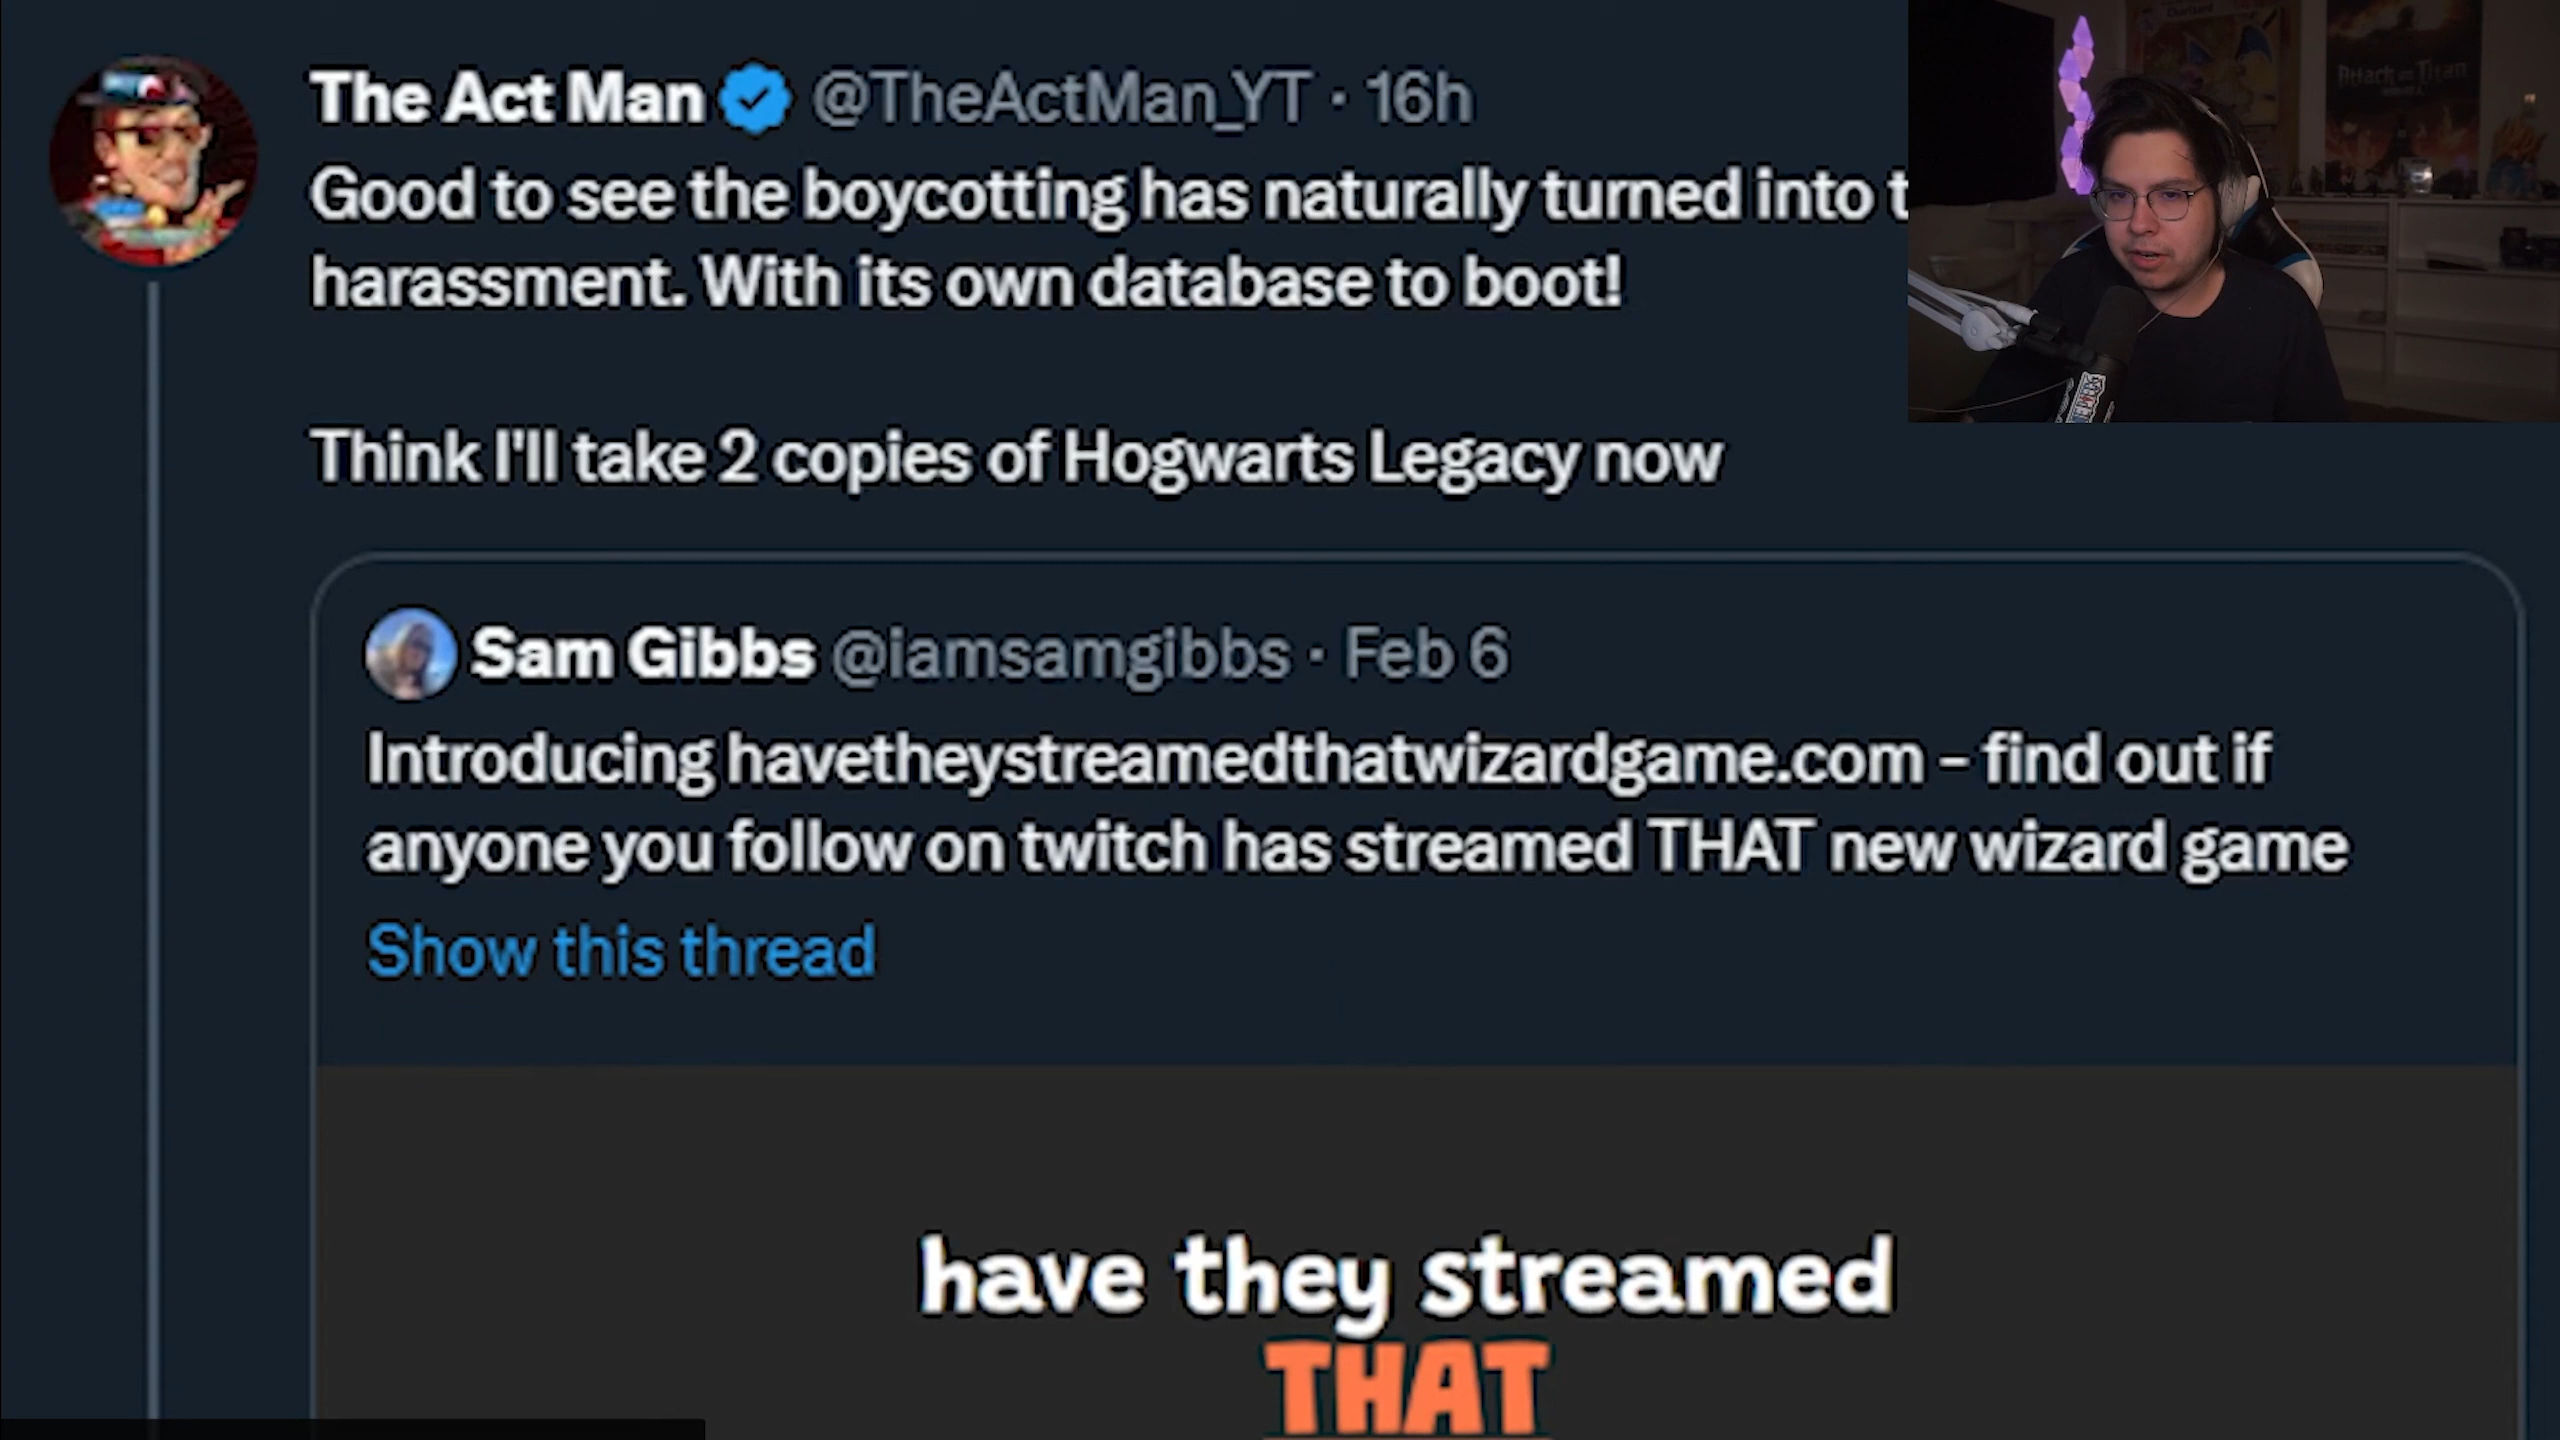 The Act Man @TheActMan_YT · 16h
Good to see the boycotting has naturally turned into t
harassment. With its own database to boot!
Think I'll take 2 copies of Hogwarts Legacy now
Sam Gibbs @iamsamgibbs · Feb 6
Introducing havetheystreamedthatwizardgame.com – find out if
anyone you follow on twitch has streamed THAT new wizard game
Show this thread
have they streamed
THAT
Attack on Titan